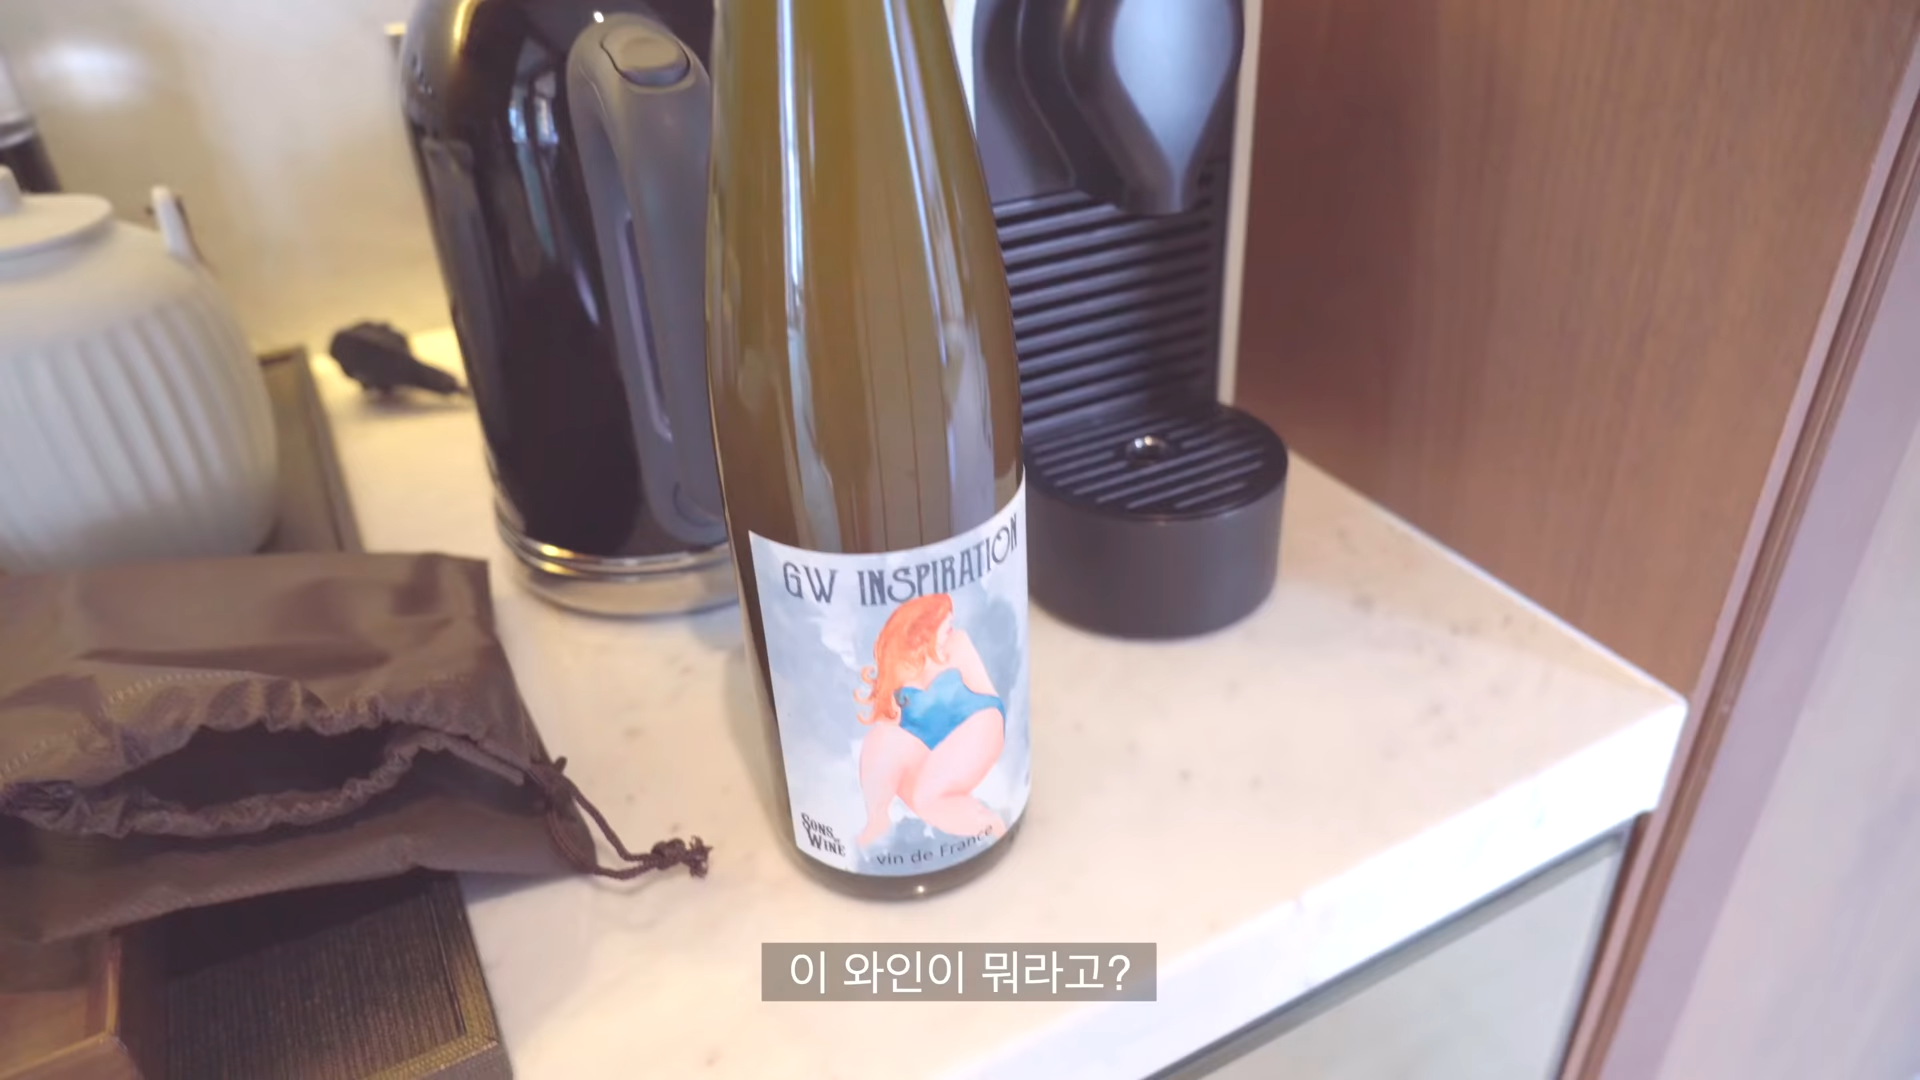 GW INSPIRATION
SONS OF WINE
vin de France
이 와인이 뭐라고?